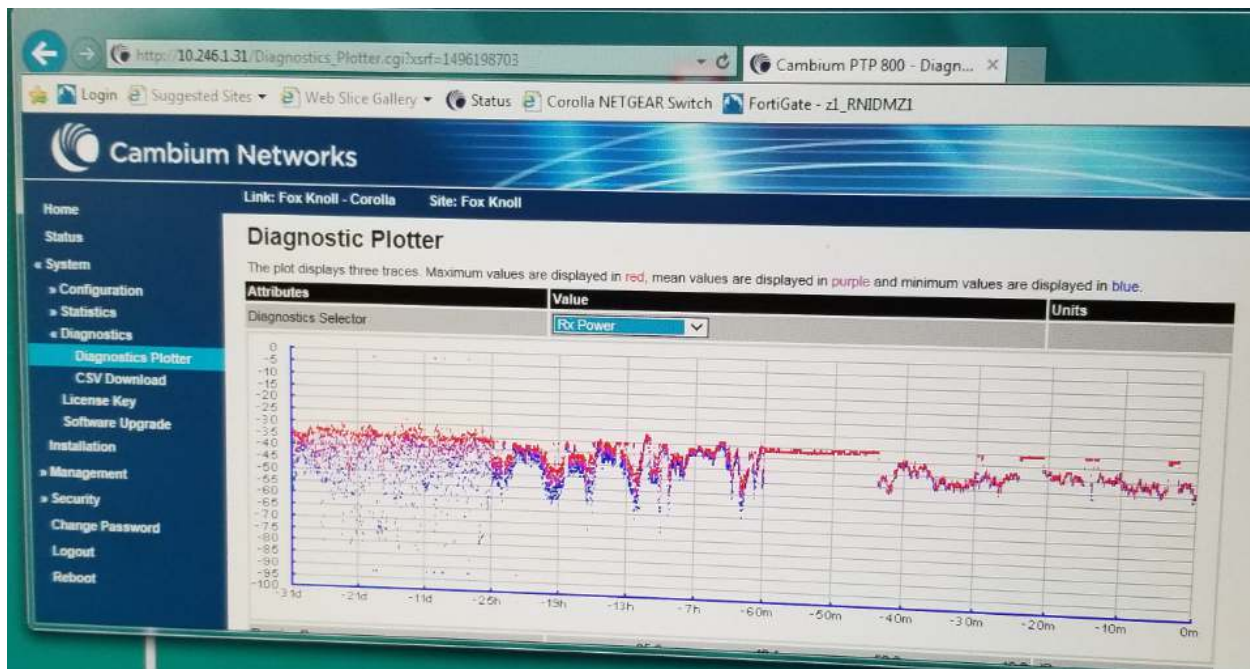 http://10.246.1.31/Diagnostics_Plotter.cgi?xsrf=1496198703
Cambium PTP 800 - Diagn...
Login Suggested Sites Web Slice Gallery Status Corolla NETGEAR Switch FortiGate - z1_RNIDMZ1
Cambium Networks
Link: Fox Knoll - Corolla Site: Fox Knoll
Home
Status
« System
» Configuration
» Statistics
« Diagnostics
Diagnostics Plotter
CSV Download
License Key
Software Upgrade
Installation
» Management
» Security
Change Password
Logout
Reboot
Diagnostic Plotter
The plot displays three traces. Maximum values are displayed in red, mean values are displayed in purple and minimum values are displayed in blue.
Attributes Value Units
Diagnostics Selector Rx Power
0
-5
-10
-15
-20
-25
-30
-35
-40
-45
-50
-55
-60
-65
-70
-75
-80
-85
-90
-95
-100
-31d -21d -11d -25h -19h -13h -7h -60m -50m -40m -30m -20m -10m 0m